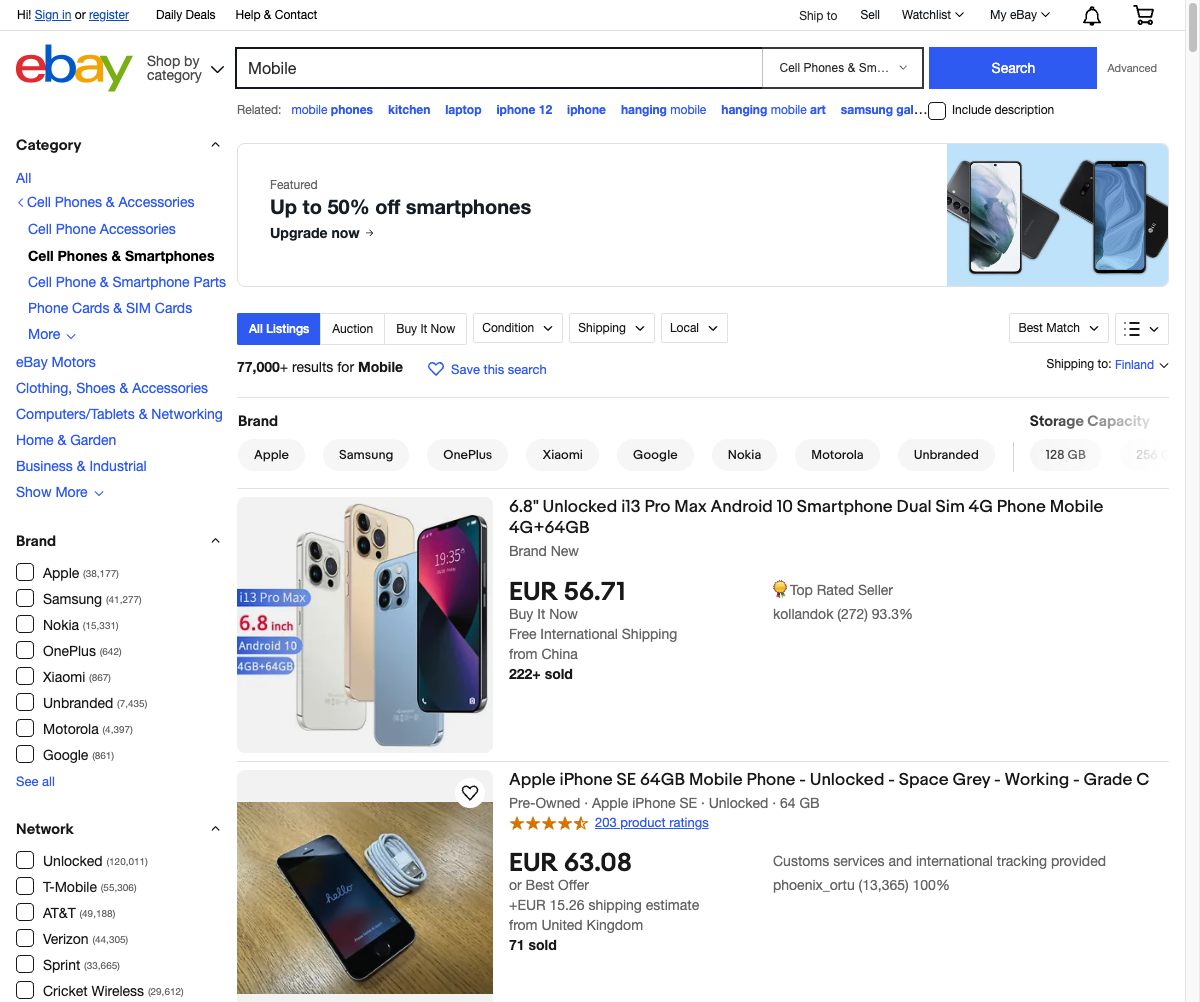 Hi! Sign in or register
Daily Deals
Help & Contact
Ship to
Sell
Watchlist
My eBay
ebay
Shop by category
Mobile
Cell Phones & Sm...
Search
Advanced
Related: mobile phones kitchen laptop iphone 12 iphone hanging mobile hanging mobile art samsung gal...
Include description
Category
All
Cell Phones & Accessories
Cell Phone Accessories
Cell Phones & Smartphones
Cell Phone & Smartphone Parts
Phone Cards & SIM Cards
More
eBay Motors
Clothing, Shoes & Accessories
Computers/Tablets & Networking
Home & Garden
Business & Industrial
Show More
Brand
Apple (38,177)
Samsung (41,277)
Nokia (15,331)
OnePlus (642)
Xiaomi (867)
Unbranded (7,435)
Motorola (4,397)
Google (861)
See all
Network
Unlocked (120,011)
T-Mobile (55,306)
AT&T (49,188)
Verizon (44,305)
Sprint (33,665)
Cricket Wireless (29,612)
Featured
Up to 50% off smartphones
Upgrade now
All Listings
Auction
Buy It Now
Condition
Shipping
Local
Best Match
77,000+ results for Mobile
Save this search
Shipping to: Finland
Brand
Storage Capacity
Apple
Samsung
OnePlus
Xiaomi
Google
Nokia
Motorola
Unbranded
128 GB
256 G
i13 Pro Max
6.8 inch
Android 10
4GB+64GB
19:35
6.8" Unlocked i13 Pro Max Android 10 Smartphone Dual Sim 4G Phone Mobile
4G+64GB
Brand New
EUR 56.71
Buy It Now
Free International Shipping
from China
222+ sold
Top Rated Seller
kollandok (272) 93.3%
hello
Apple iPhone SE 64GB Mobile Phone - Unlocked - Space Grey - Working - Grade C
Pre-Owned · Apple iPhone SE · Unlocked · 64 GB
203 product ratings
EUR 63.08
or Best Offer
+EUR 15.26 shipping estimate
from United Kingdom
71 sold
Customs services and international tracking provided
phoenix_ortu (13,365) 100%